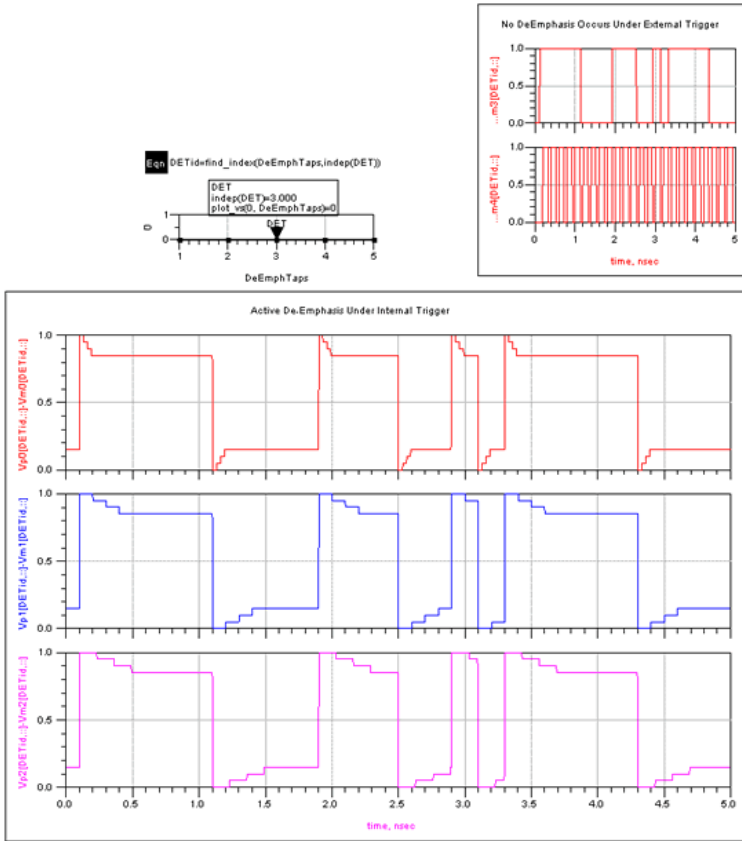 No DeEmphasis Occurs Under External Trigger
...m3[DETid,::]
1.0
0.5
0.0
0 1 2 3 4 5
...m4[DETid,::]
1.0
0.5
0.0
0 1 2 3 4 5
time, nsec
Eqn DETid=find_index(DeEmphTaps,indep(DET))
DET
indep(DET)=3.000
plot_vs(0, DeEmphTaps)=0
DET
0
1
0
1 2 3 4 5
DeEmphTaps
Active De-Emphasis Under Internal Trigger
Vp0[DETid,::]-Vm0[DETid,::]
1.0
0.5
0.0
Vp1[DETid,::]-Vm1[DETid,::]
1.0
0.5
0.0
Vp2[DETid,::]-Vm2[DETid,::]
1.0
0.5
0.0
0.0 0.5 1.0 1.5 2.0 2.5 3.0 3.5 4.0 4.5 5.0
time, nsec